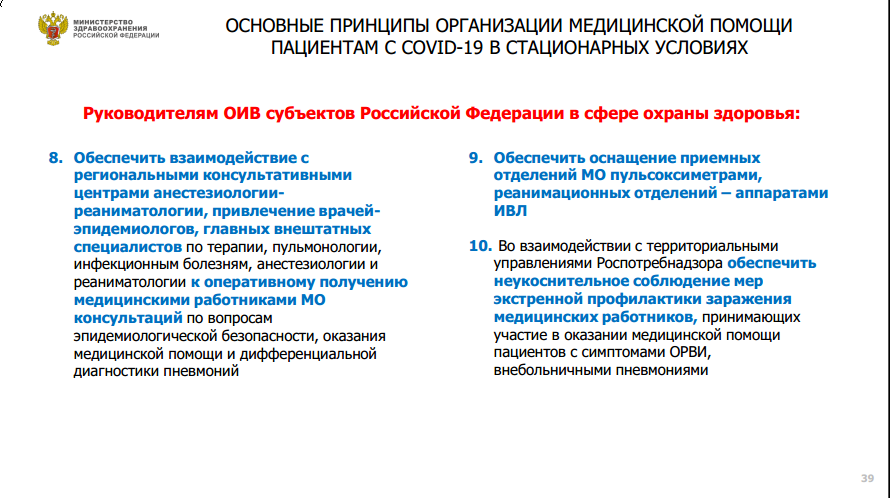 МИНИСТЕРСТВО
ЗДРАВООХРАНЕНИЯ
РОССИЙСКОЙ ФЕДЕРАЦИИ
ОСНОВНЫЕ ПРИНЦИПЫ ОРГАНИЗАЦИИ МЕДИЦИНСКОЙ ПОМОЩИ
ПАЦИЕНТАМ С COVID-19 В СТАЦИОНАРНЫХ УСЛОВИЯХ
Руководителям ОИВ субъектов Российской Федерации в сфере охраны здоровья:
8. Обеспечить взаимодействие с
региональными консультативными
центрами анестезиологии-
реаниматологии, привлечение врачей-
эпидемиологов, главных внештатных
специалистов по терапии, пульмонологии,
инфекционным болезням, анестезиологии и
реаниматологии к оперативному получению
медицинскими работниками МО
консультаций по вопросам
эпидемиологической безопасности, оказания
медицинской помощи и дифференциальной
диагностики пневмоний
9. Обеспечить оснащение приемных
отделений МО пульсоксиметрами,
реанимационных отделений – аппаратами
ИВЛ
10. Во взаимодействии с территориальными
управлениями Роспотребнадзора обеспечить
неукоснительное соблюдение мер
экстренной профилактики заражения
медицинских работников, принимающих
участие в оказании медицинской помощи
пациентов с симптомами ОРВИ,
внебольничными пневмониями
39